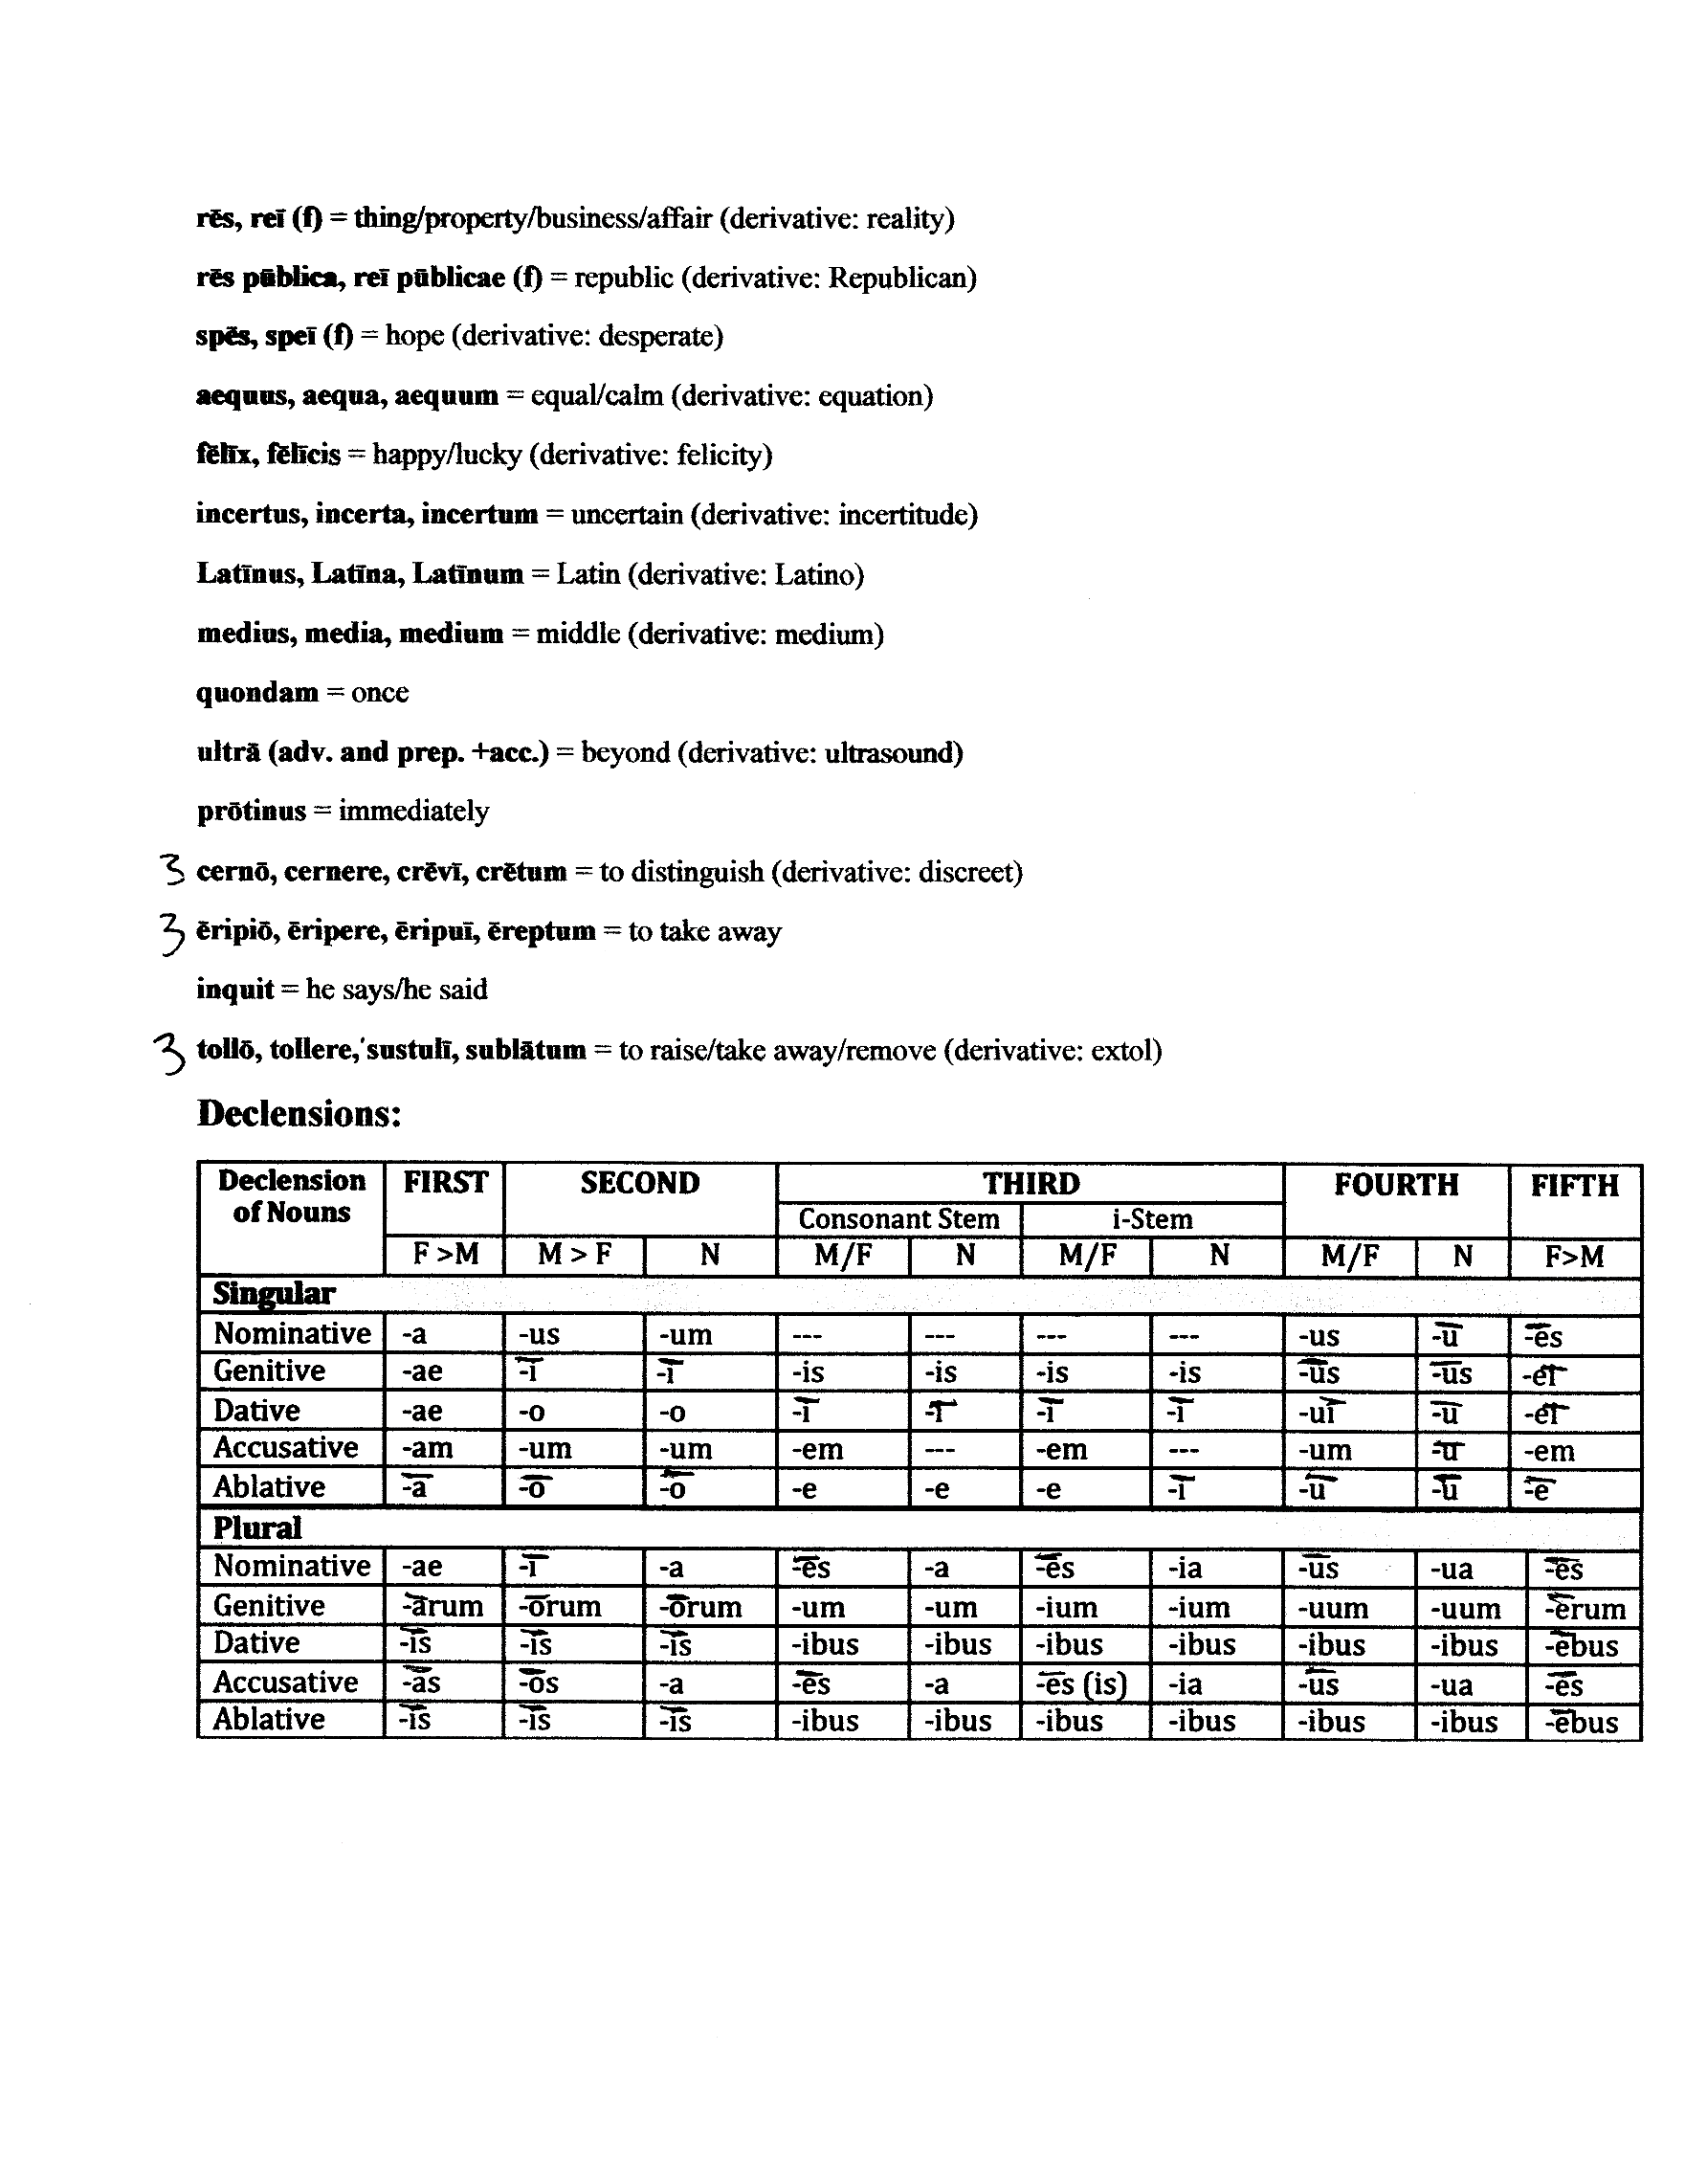 rēs, reī (f) = thing/property/business/affair (derivative: reality)
rēs pūblica, reī pūblicae (f) = republic (derivative: Republican)
spēs, speī (f) = hope (derivative: desperate)
aequus, aequa, aequum = equal/calm (derivative: equation)
fēlīx, fēlīcis = happy/lucky (derivative: felicity)
incertus, incerta, incertum = uncertain (derivative: incertitude)
Latīnus, Latīna, Latīnum = Latin (derivative: Latino)
medius, media, medium = middle (derivative: medium)
quondam = once
ultrā (adv. and prep. +acc.) = beyond (derivative: ultrasound)
prōtinus = immediately
3 cernō, cernere, crēvī, crētum = to distinguish (derivative: discreet)
3 ēripiō, ēripere, ēripuī, ēreptum = to take away
inquit = he says/he said
3 tollō, tollere, sustulī, sublātum = to raise/take away/remove (derivative: extol)
Declensions:
Declension of Nouns FIRST SECOND THIRD FOURTH FIFTH
Consonant Stem i-Stem
F >M M > F N M/F N M/F N M/F N F>M
Singular
Nominative -a -us -um --- --- --- --- -us -ū -ēs
Genitive -ae -ī -ī -is -is -is -is -ūs -ūs -eī
Dative -ae -o -o -ī -ī -ī -ī -uī -ū -eī
Accusative -am -um -um -em --- -em --- -um -ū -em
Ablative -ā -ō -ō -e -e -e -ī -ū -ū -ē
Plural
Nominative -ae -ī -a -ēs -a -ēs -ia -ūs -ua -ēs
Genitive -ārum -ōrum -ōrum -um -um -ium -ium -uum -uum -ērum
Dative -īs -īs -īs -ibus -ibus -ibus -ibus -ibus -ibus -ēbus
Accusative -ās -ōs -a -ēs -a -ēs (is) -ia -ūs -ua -ēs
Ablative -īs -īs -īs -ibus -ibus -ibus -ibus -ibus -ibus -ēbus